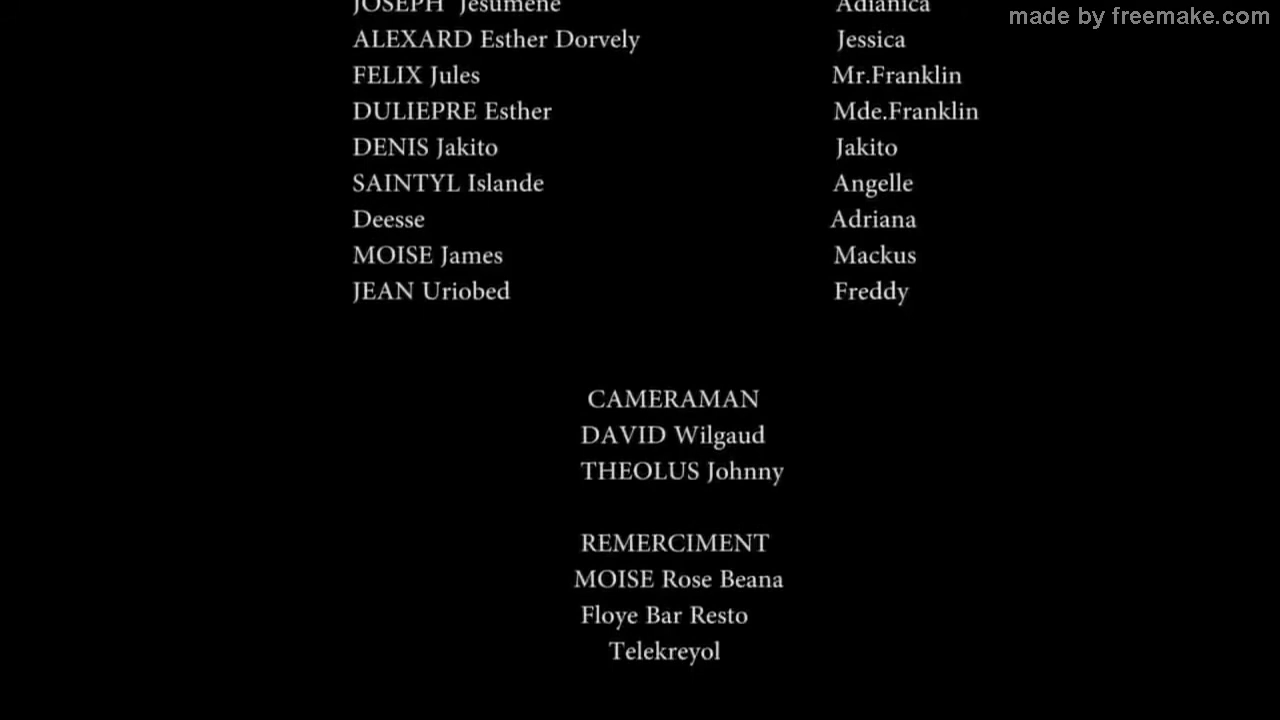 made by freemake.com
JOSEPH Jesumene Adianica
ALEXARD Esther Dorvely Jessica
FELIX Jules Mr.Franklin
DULIEPRE Esther Mde.Franklin
DENIS Jakito Jakito
SAINTYL Islande Angelle
Deesse Adriana
MOISE James Mackus
JEAN Uriobed Freddy
CAMERAMAN
DAVID Wilgaud
THEOLUS Johnny
REMERCIMENT
MOISE Rose Beana
Floye Bar Resto
Telekreyol